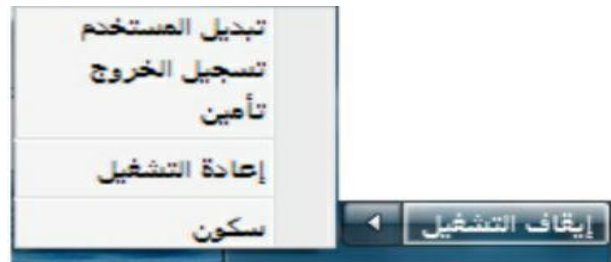 تبديل المستخدم
تسجيل الخروج
تأمين
إعادة التشغيل
سكون
إيقاف التشغيل